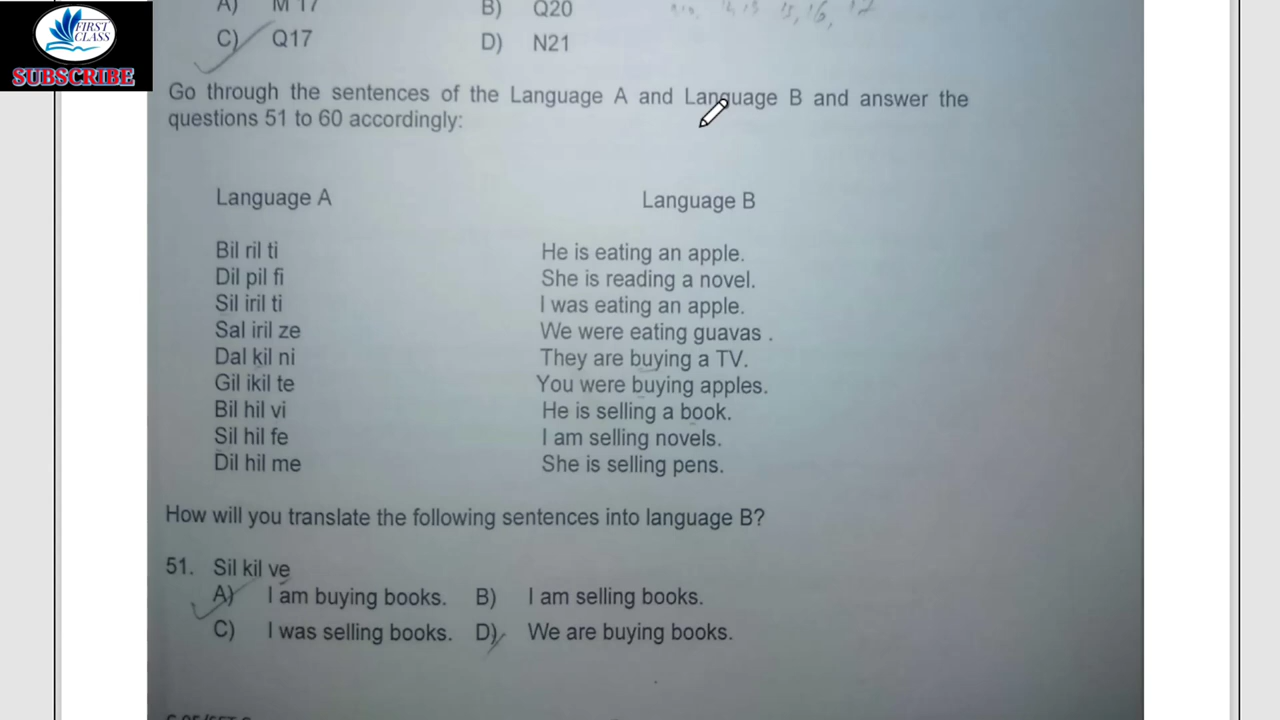 FIRST
CLASS
SUBSCRIBE
A) M 17 B) Q20
C) Q17 D) N21
Go through the sentences of the Language A and Language B and answer the
questions 51 to 60 accordingly:
Language A Language B
Bil ril ti He is eating an apple.
Dil pil fi She is reading a novel.
Sil iril ti I was eating an apple.
Sal iril ze We were eating guavas .
Dal kil ni They are buying a TV.
Gil ikil te You were buying apples.
Bil hil vi He is selling a book.
Sil hil fe I am selling novels.
Dil hil me She is selling pens.
How will you translate the following sentences into language B?
51. Sil kil ve
A) I am buying books. B) I am selling books.
C) I was selling books. D) We are buying books.